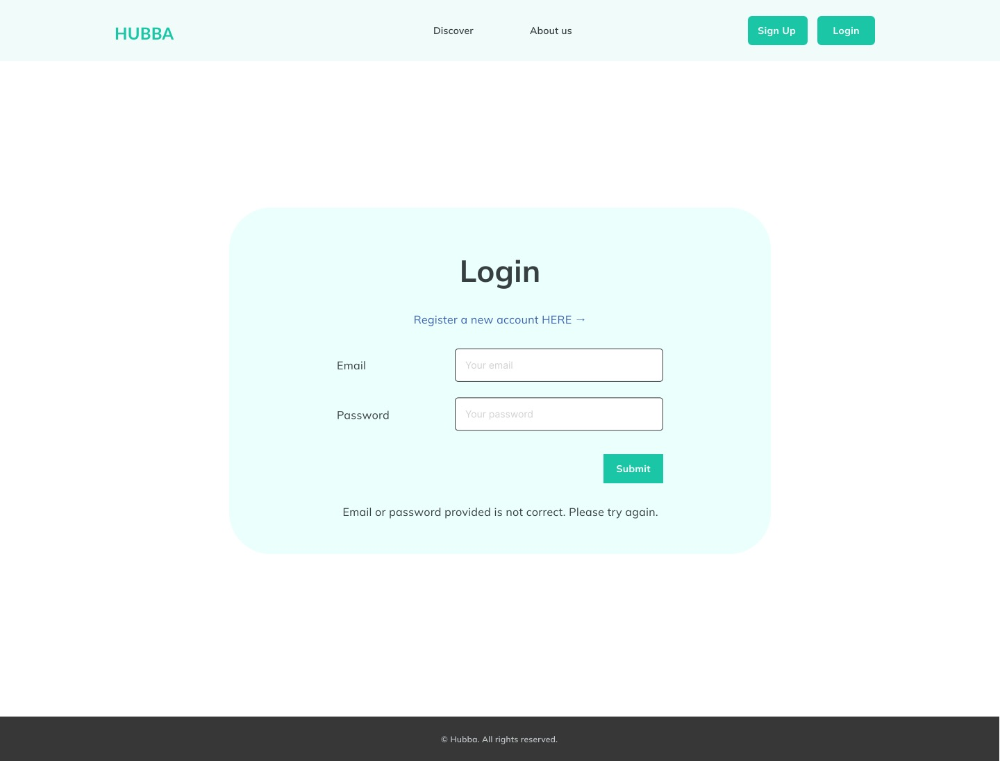 HUBBA
Discover
About us
Sign Up
Login
Login
Register a new account HERE →
Email
Your email
Password
Your password
Submit
Email or password provided is not correct. Please try again.
© Hubba. All rights reserved.